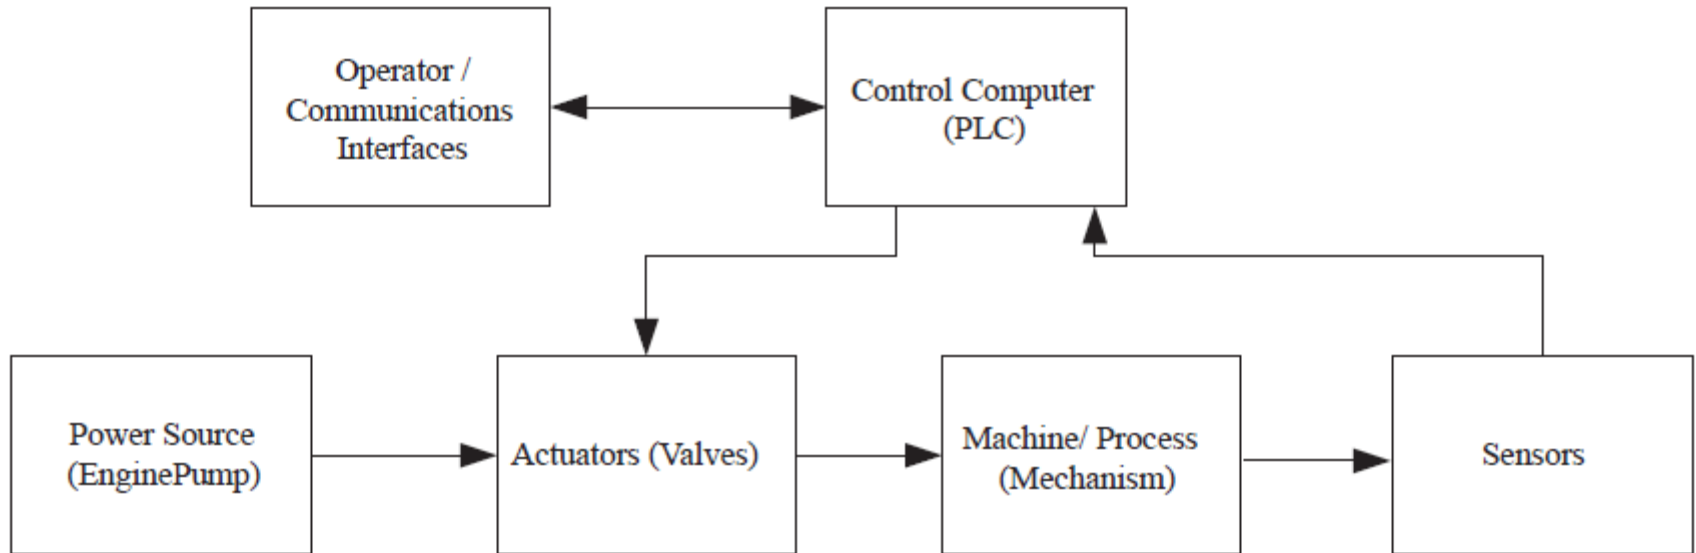 Operator /
Communications
Interfaces
Control Computer
(PLC)
Power Source
(EnginePump)
Actuators (Valves)
Machine/ Process
(Mechanism)
Sensors